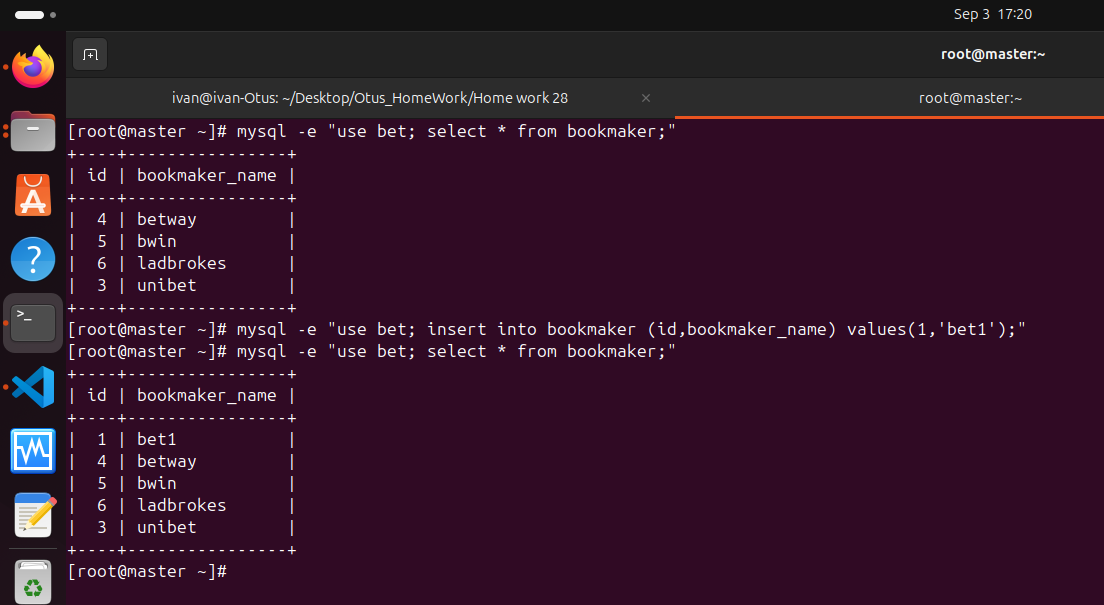 Sep 3 17:20
root@master:~
ivan@ivan-Otus: ~/Desktop/Otus_HomeWork/Home work 28
root@master:~
[root@master ~]# mysql -e "use bet; select * from bookmaker;"
+----+----------------+
| id | bookmaker_name |
+----+----------------+
|  4 | betway         |
|  5 | bwin           |
|  6 | ladbrokes      |
|  3 | unibet         |
+----+----------------+
[root@master ~]# mysql -e "use bet; insert into bookmaker (id,bookmaker_name) values(1,'bet1');"
[root@master ~]# mysql -e "use bet; select * from bookmaker;"
+----+----------------+
| id | bookmaker_name |
+----+----------------+
|  1 | bet1           |
|  4 | betway         |
|  5 | bwin           |
|  6 | ladbrokes      |
|  3 | unibet         |
+----+----------------+
[root@master ~]#